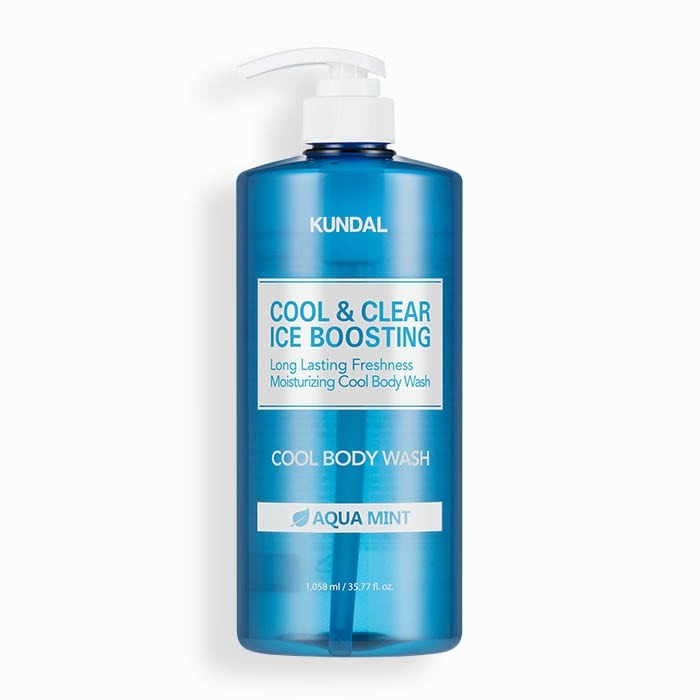 KUNDAL
COOL & CLEAR
ICE BOOSTING
Long Lasting Freshness
Moisturizing Cool Body Wash
COOL BODY WASH
AQUA MINT
1,058 ml / 35.77 fl. oz.